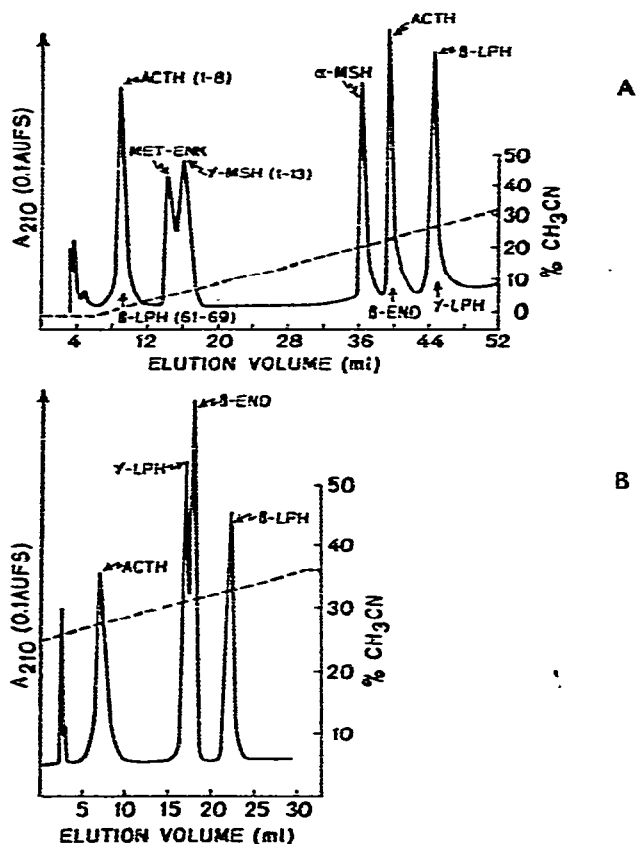 A
ACTH
β-LPH
α-MSH
ACTH (1-8)
MET-ENK
γ-MSH (1-13)
A210 (0.1AUFS)
50
40
30
20
10
0
% CH3CN
β-LPH (61-69)
β-END
γ-LPH
4 12 20 28 36 44 52
ELUTION VOLUME (ml)
B
β-END
γ-LPH
β-LPH
ACTH
A210 (0.1AUFS)
50
40
30
20
10
% CH3CN
5 10 15 20 25 30
ELUTION VOLUME (ml)